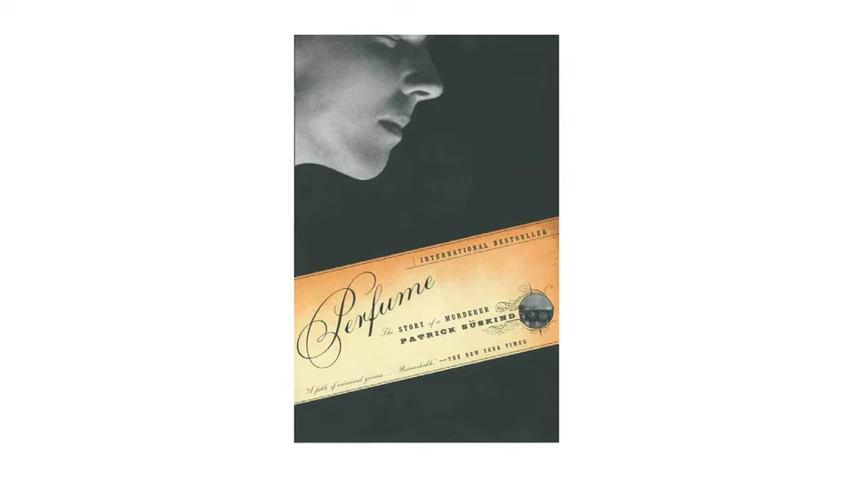 INTERNATIONAL BESTSELLER
Perfume
The STORY of a MURDERER
PATRICK SÜSKIND
"A fable of criminal genius . . . Remarkable." —THE NEW YORK TIMES